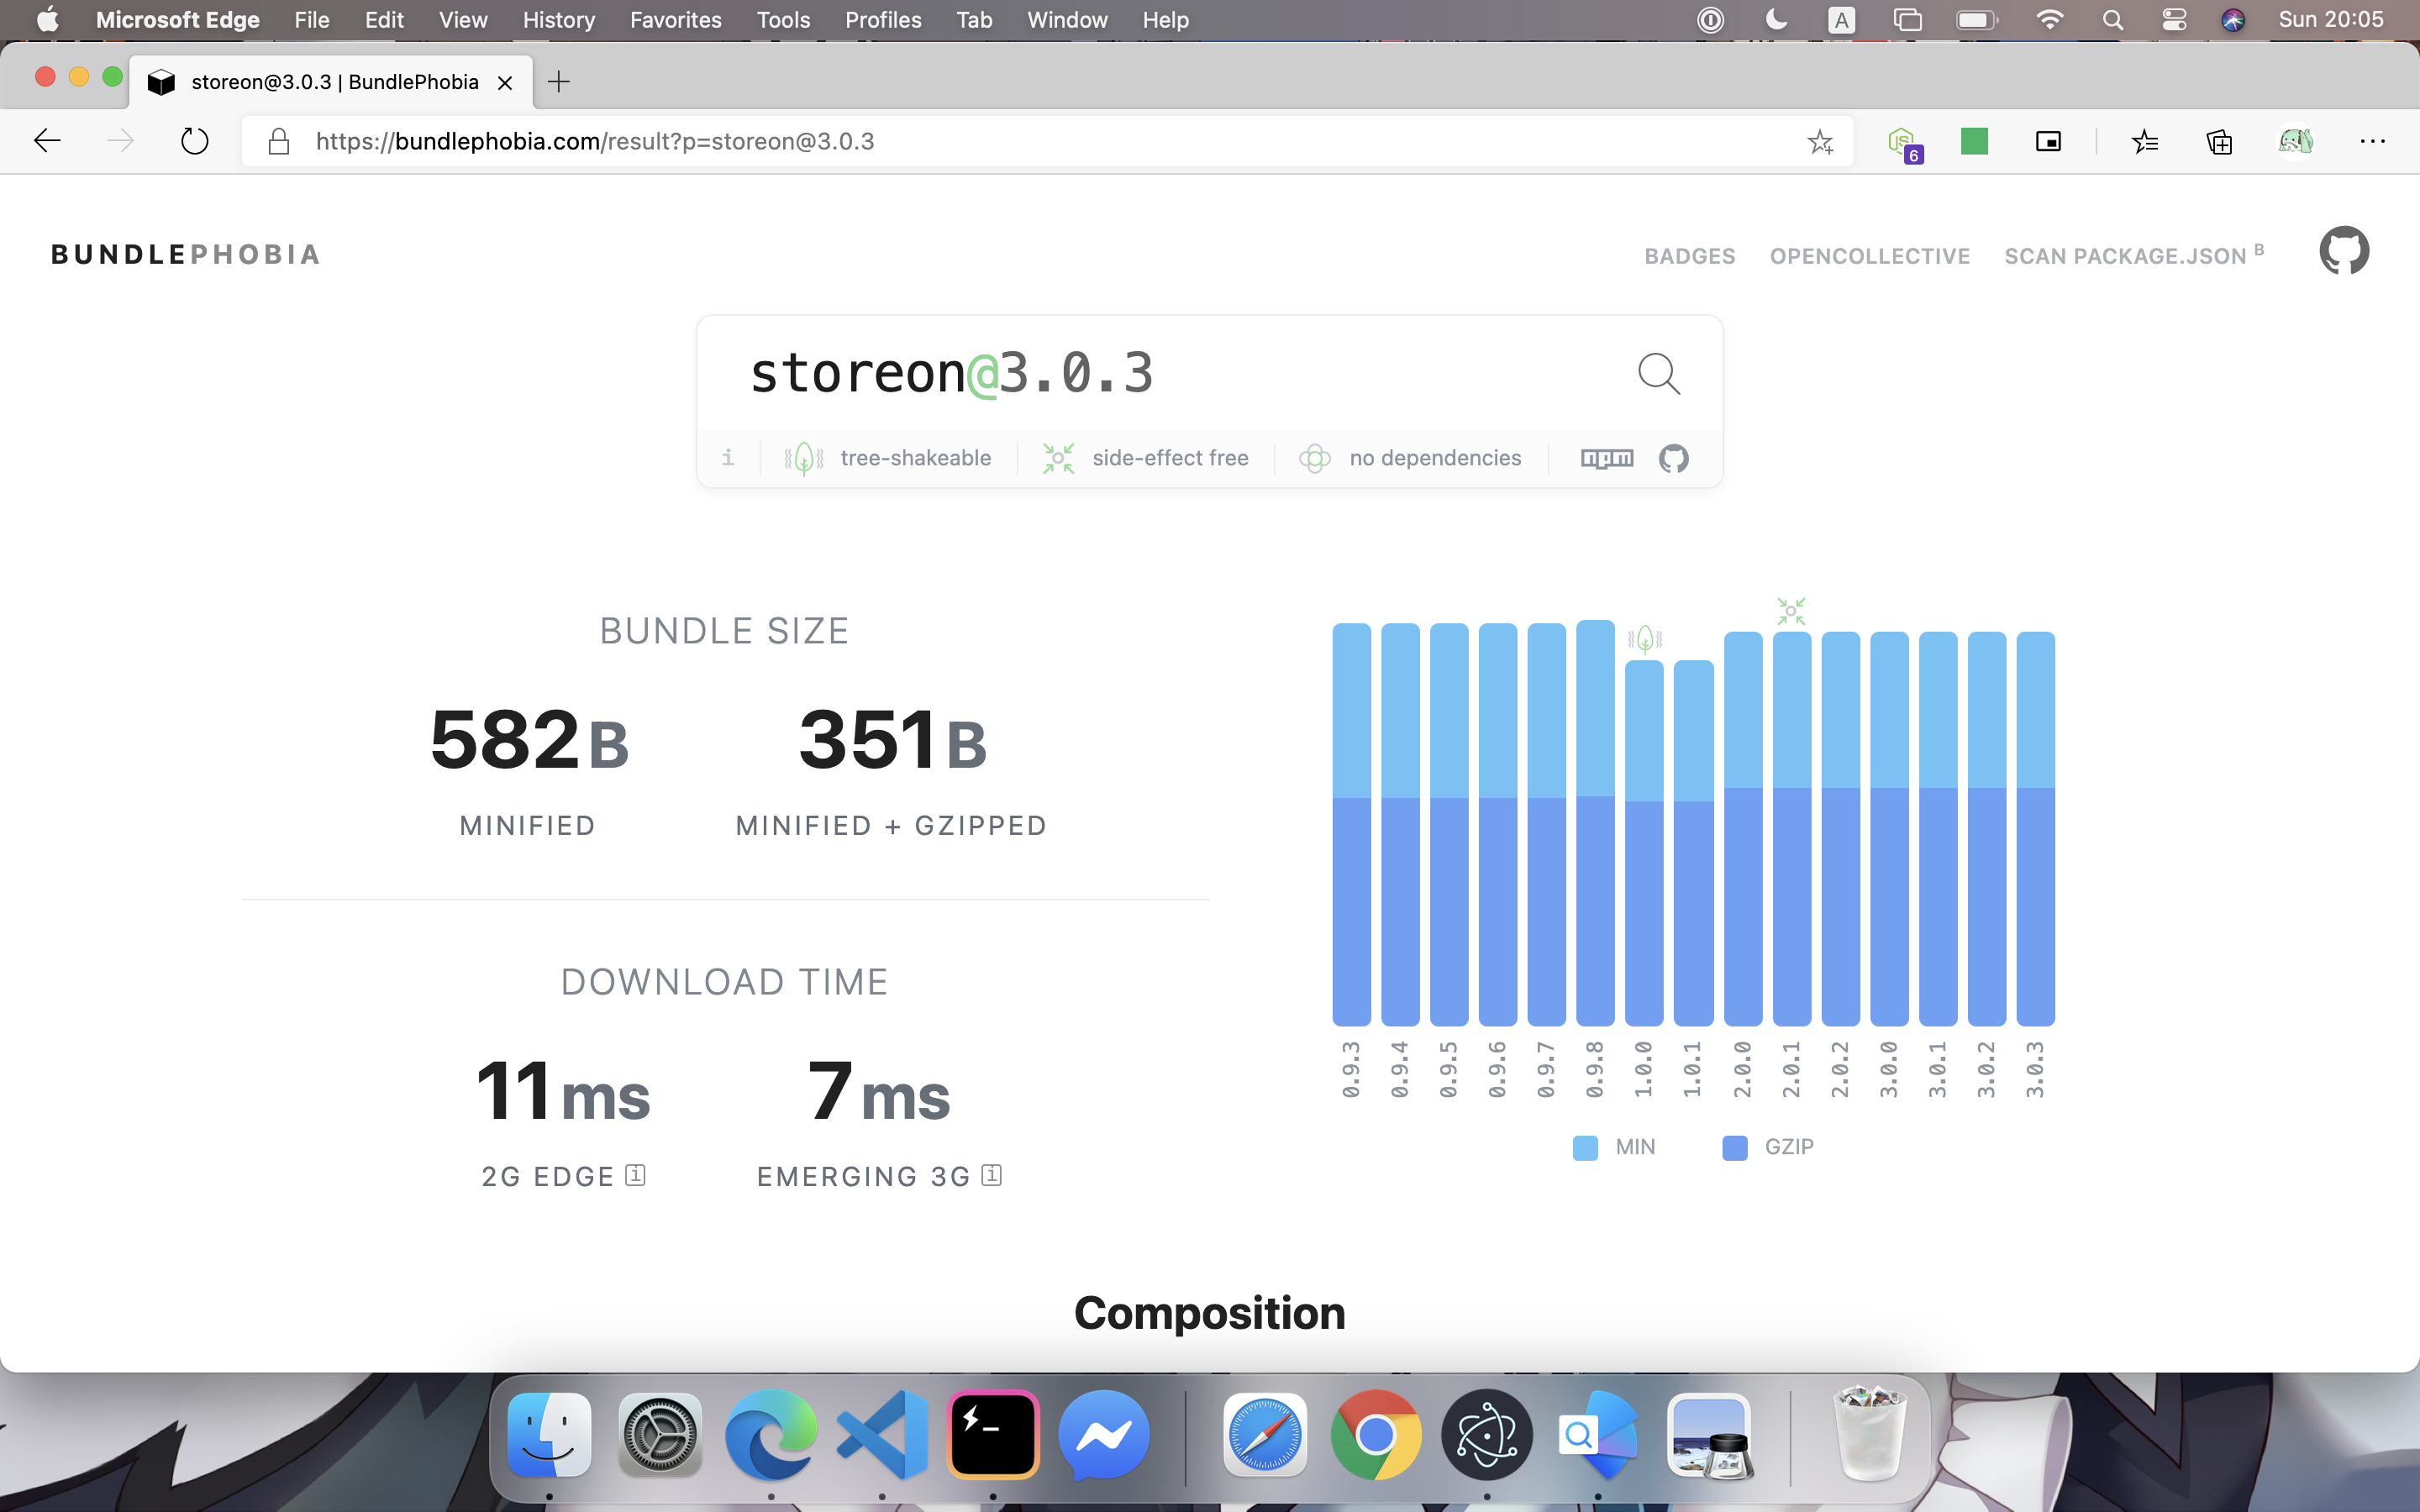 Microsoft Edge File Edit View History Favorites Tools Profiles Tab Window Help A Sun 20:05
storeon@3.0.3 | BundlePhobia
https://bundlephobia.com/result?p=storeon@3.0.3 JS 6
BUNDLEPHOBIA BADGES OPENCOLLECTIVE SCAN PACKAGE.JSON B
storeon@3.0.3
i tree-shakeable side-effect free no dependencies npm
BUNDLE SIZE
582 B 351 B
MINIFIED MINIFIED + GZIPPED
DOWNLOAD TIME
11 ms 7 ms
2G EDGE i EMERGING 3G i
0.9.3 0.9.4 0.9.5 0.9.6 0.9.7 0.9.8 1.0.0 1.0.1 2.0.0 2.0.1 2.0.2 3.0.0 3.0.1 3.0.2 3.0.3
MIN GZIP
Composition